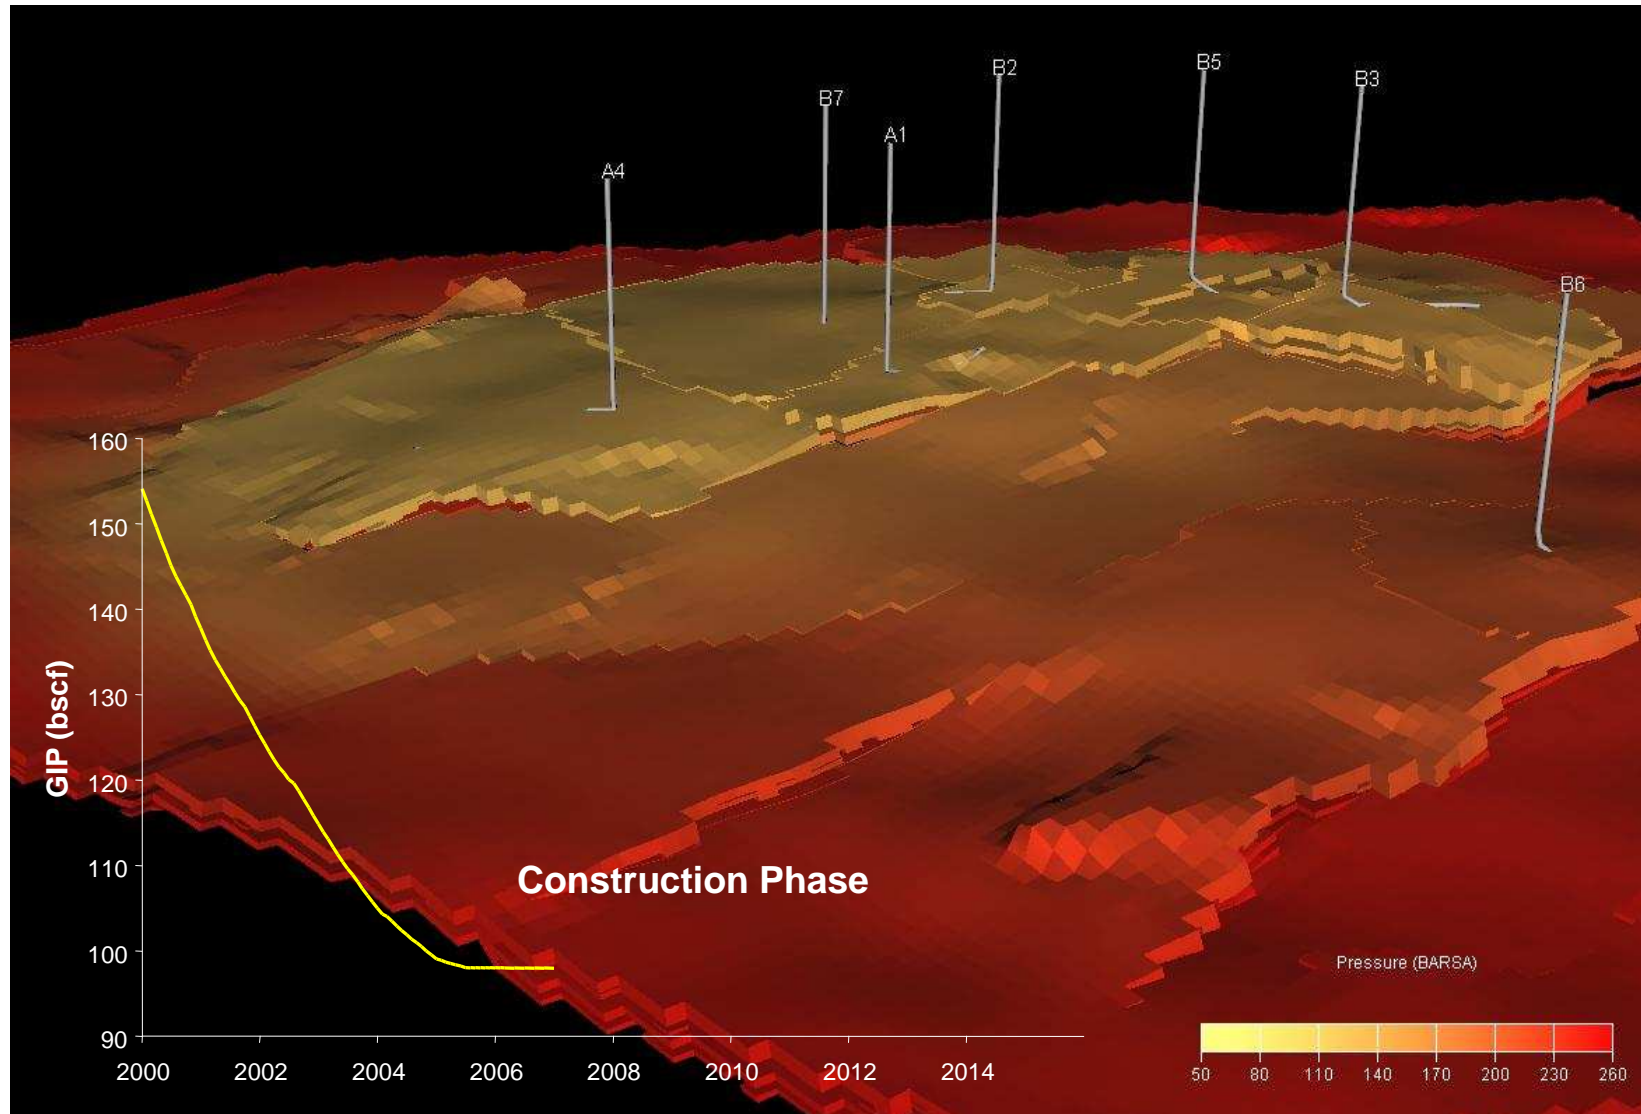 B2
B5
B3
B7
A1
A4
B6
160
150
140
130
120
110
100
90
GIP (bscf)
Construction Phase
2000 2002 2004 2006 2008 2010 2012 2014
Pressure (BARSA)
50 80 110 140 170 200 230 260